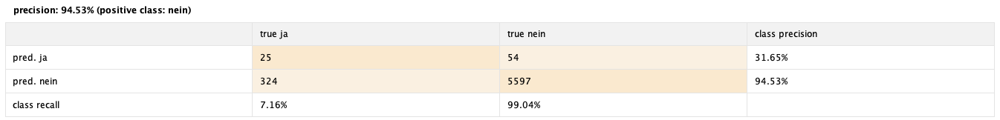 precision: 94.53% (positive class: nein)
true ja true nein class precision
pred. ja 25 54 31.65%
pred. nein 324 5597 94.53%
class recall 7.16% 99.04%